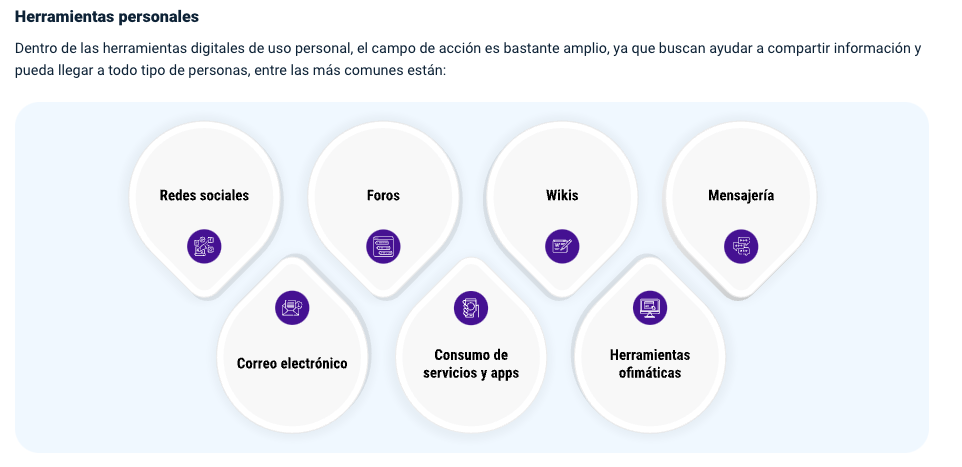 Herramientas personales
Dentro de las herramientas digitales de uso personal, el campo de acción es bastante amplio, ya que buscan ayudar a compartir información y
pueda llegar a todo tipo de personas, entre las más comunes están:
Redes sociales
Foros
Wikis
Mensajería
Correo electrónico
Consumo de
servicios y apps
Herramientas
ofimáticas